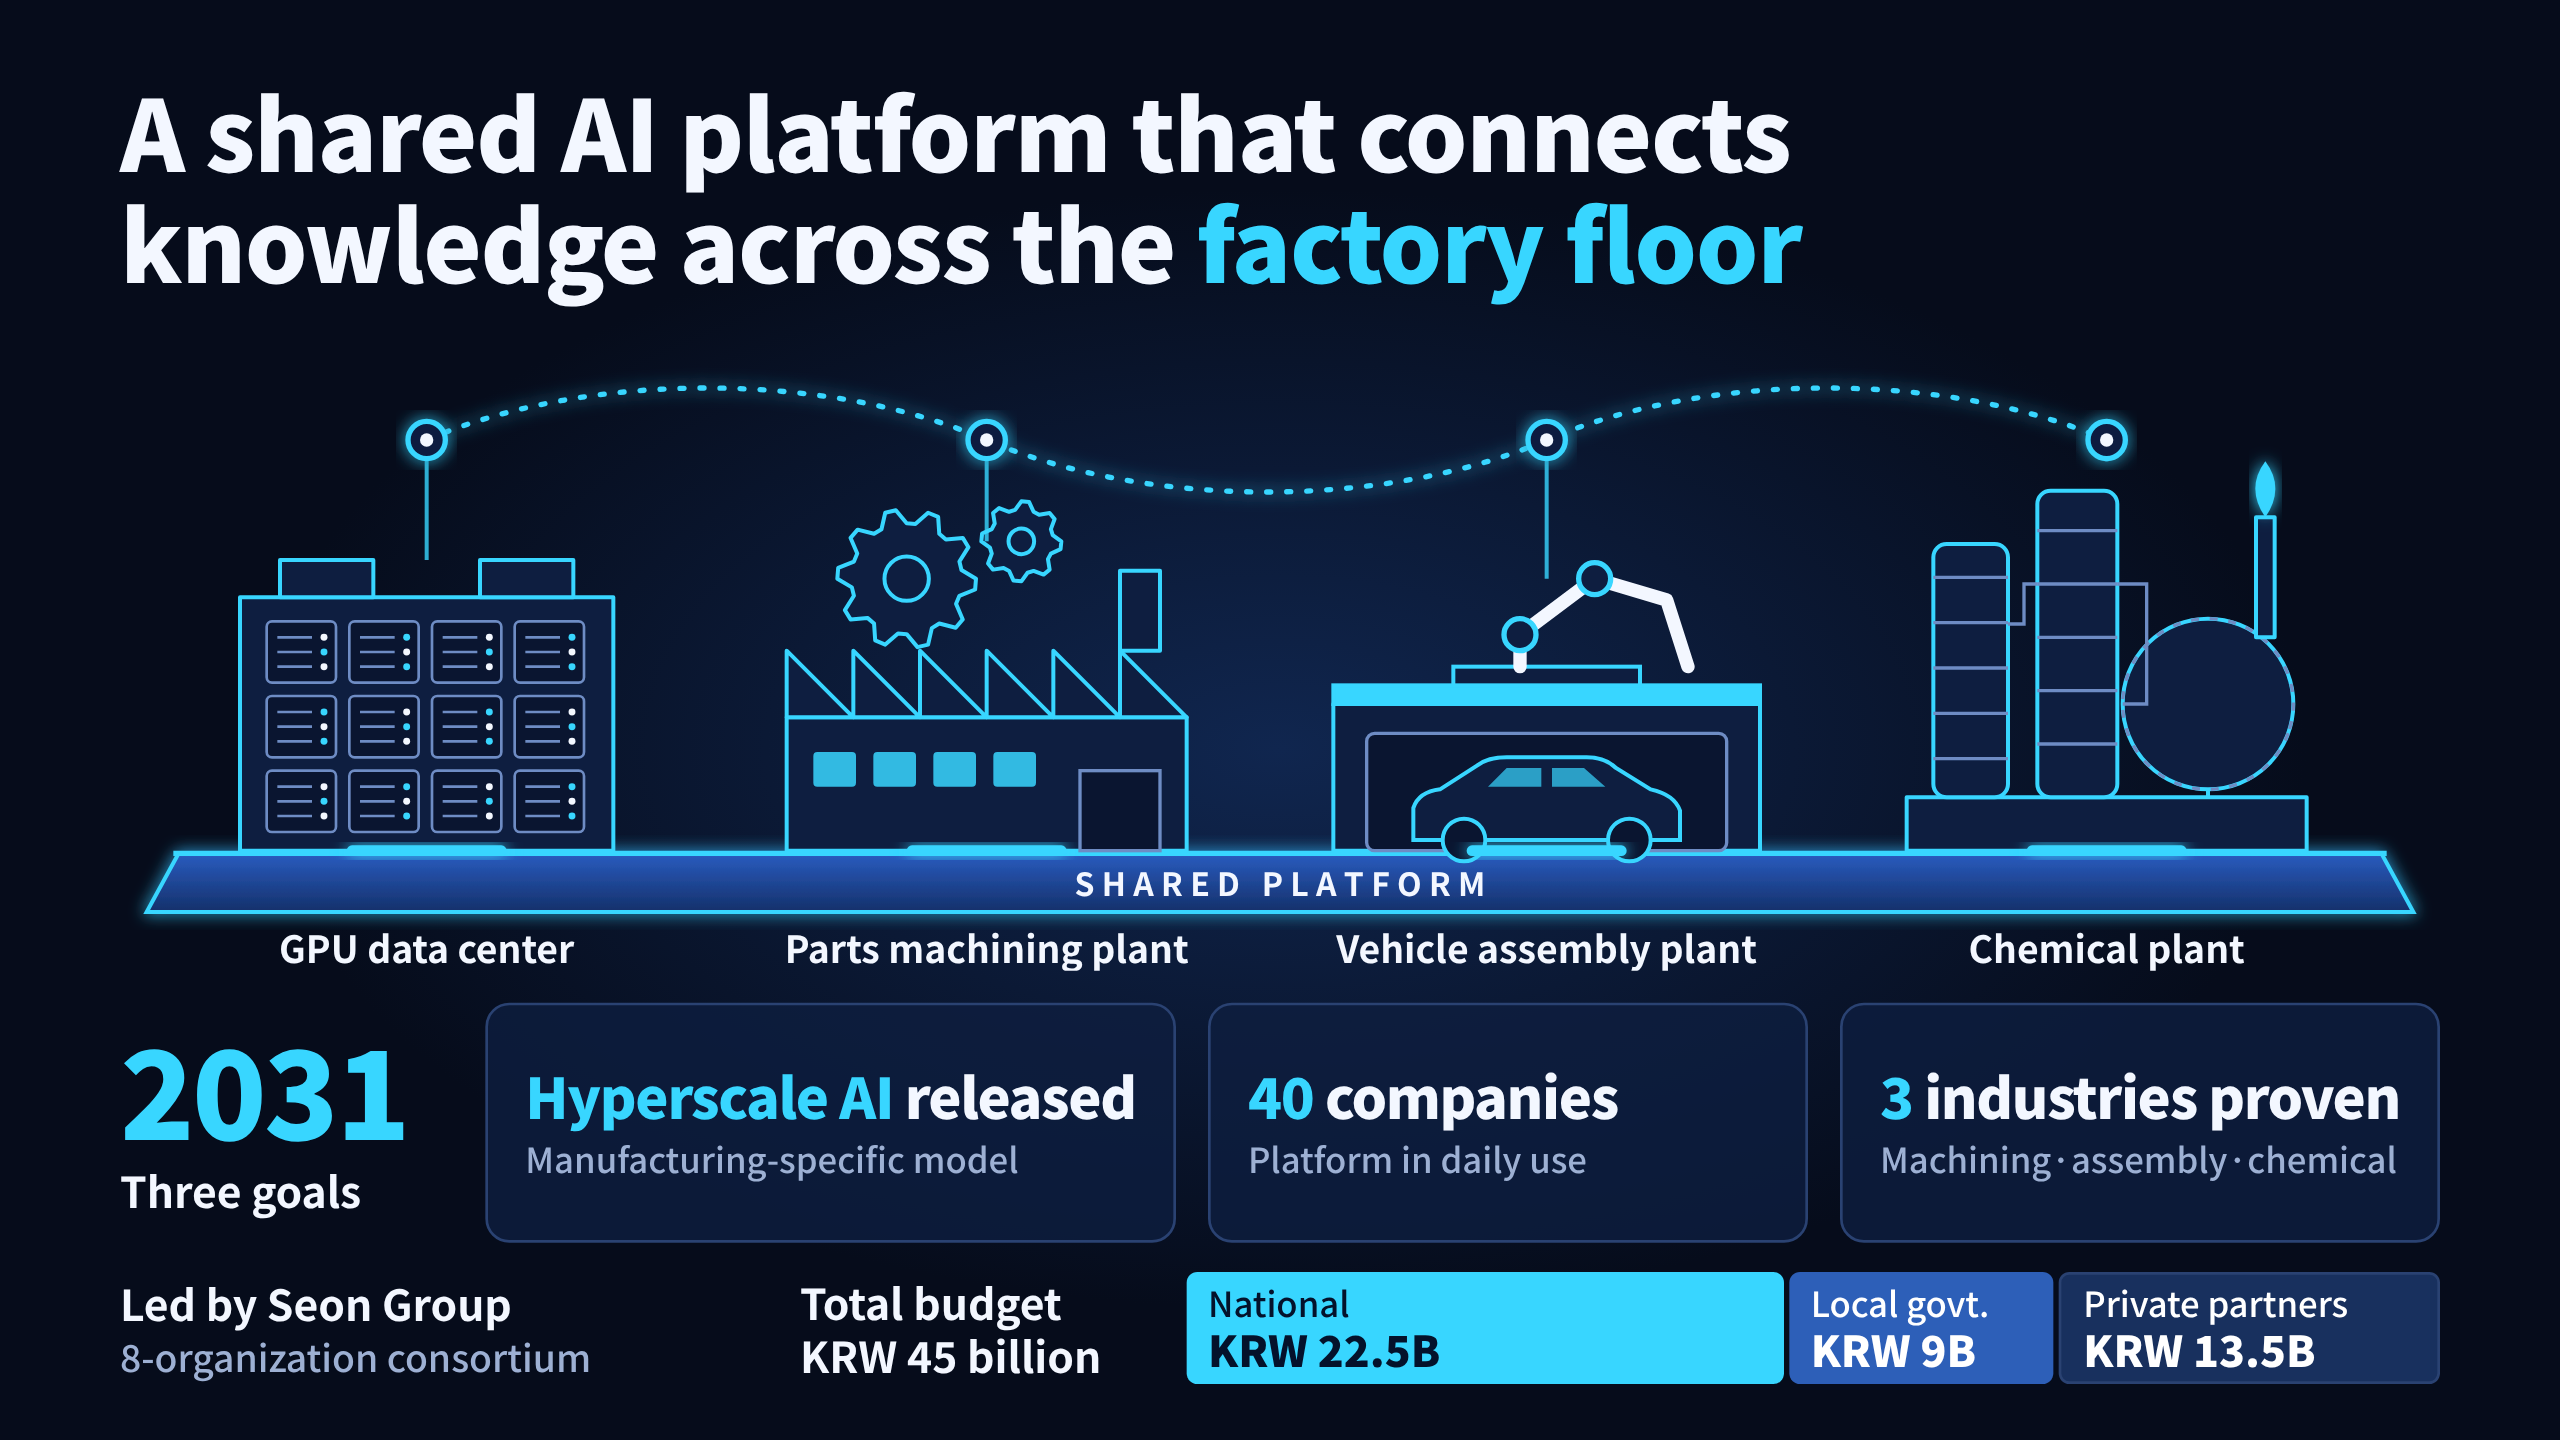 A shared AI platform that connects
knowledge across the factory floor
SHARED PLATFORM
GPU data center
Parts machining plant
Vehicle assembly plant
Chemical plant
2031
Three goals
Hyperscale AI released
Manufacturing-specific model
40 companies
Platform in daily use
3 industries proven
Machining·assembly·chemical
Led by Seon Group
8-organization consortium
Total budget
KRW 45 billion
National
KRW 22.5B
Local govt.
KRW 9B
Private partners
KRW 13.5B